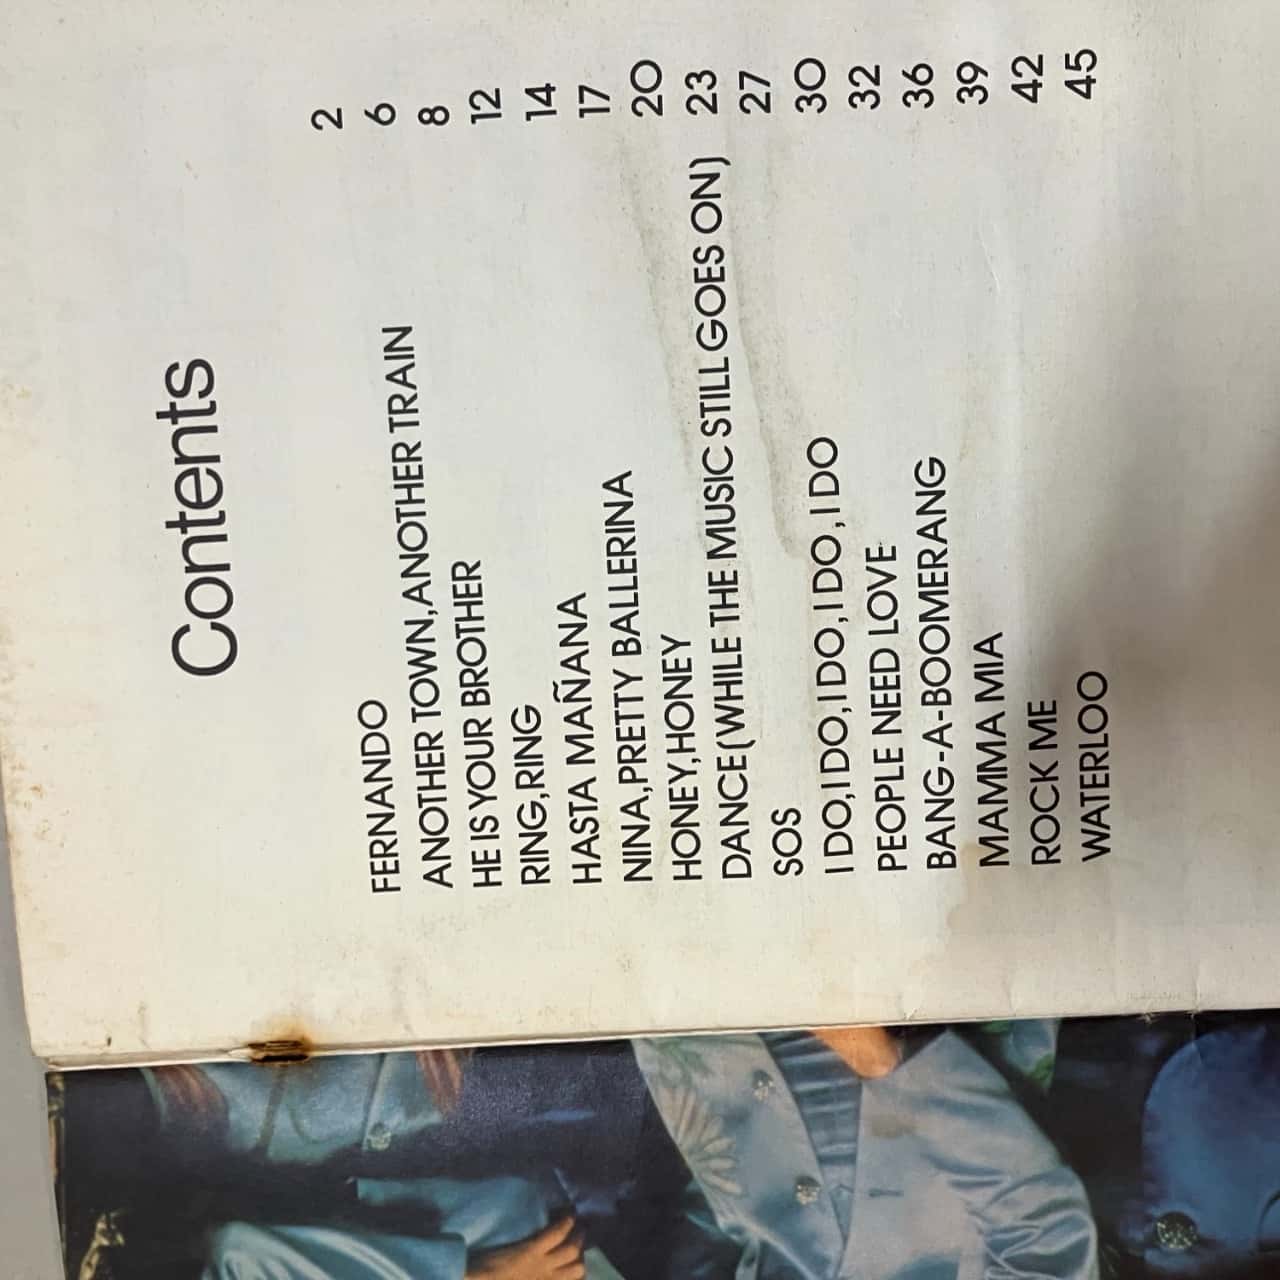 Contents
FERNANDO 2
ANOTHER TOWN, ANOTHER TRAIN 6
HE IS YOUR BROTHER 8
RING, RING 12
HASTA MAÑANA 14
NINA, PRETTY BALLERINA 17
HONEY, HONEY 20
DANCE (WHILE THE MUSIC STILL GOES ON) 23
SOS 27
I DO, I DO, I DO, I DO, I DO 30
PEOPLE NEED LOVE 32
BANG-A-BOOMERANG 36
MAMMA MIA 39
ROCK ME 42
WATERLOO 45